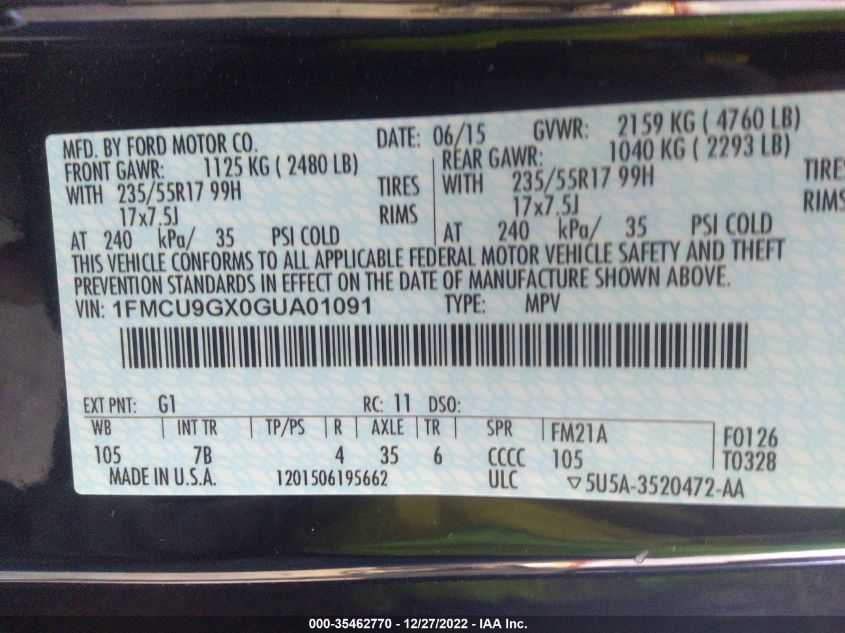 MFD. BY FORD MOTOR CO. DATE: 06/15 GVWR: 2159 KG ( 4760 LB)
FRONT GAWR: 1125 KG ( 2480 LB) REAR GAWR: 1040 KG ( 2293 LB)
WITH 235/55R17 99H TIRES WITH 235/55R17 99H TIRES
17x7.5J RIMS 17x7.5J RIMS
AT 240 kPa/ 35 PSI COLD AT 240 kPa/ 35 PSI COLD
THIS VEHICLE CONFORMS TO ALL APPLICABLE FEDERAL MOTOR VEHICLE SAFETY AND THEFT
PREVENTION STANDARDS IN EFFECT ON THE DATE OF MANUFACTURE SHOWN ABOVE.
VIN: 1FMCU9GX0GUA01091 TYPE: MPV
EXT PNT: G1 RC: 11 DSO:
WB INT TR TP/PS R AXLE TR SPR FM21A F0126
105 7B 4 35 6 CCCC 105 T0328
MADE IN U.S.A. 1201506195662 ULC ▽5U5A-3520472-AA
000-35462770 - 12/27/2022 - IAA Inc.